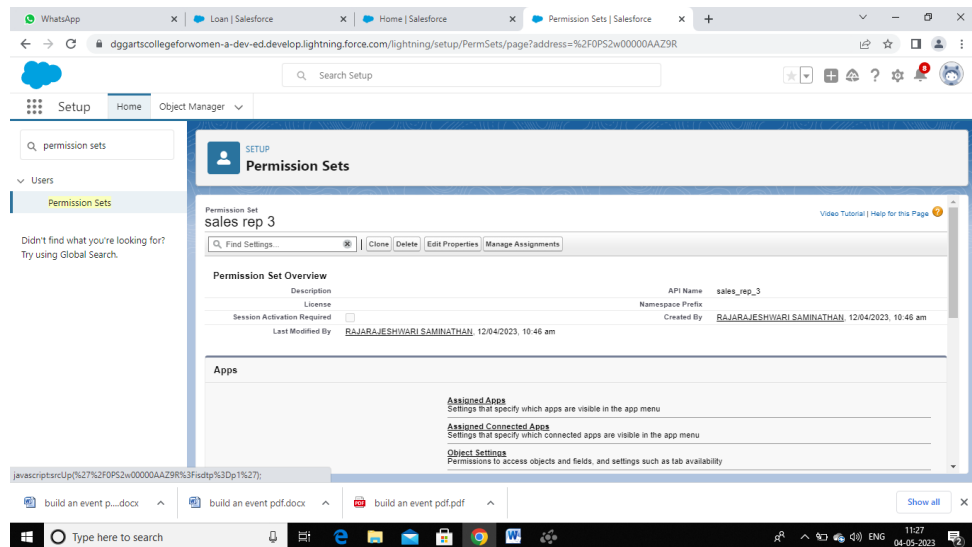 WhatsApp
Loan | Salesforce
Home | Salesforce
Permission Sets | Salesforce
dggartscollegeforwomen-a-dev-ed.develop.lightning.force.com/lightning/setup/PermSets/page?address=%2F0PS2w00000AAZ9R
Search Setup
8
Setup Home Object Manager
permission sets
Users
Permission Sets
Didn't find what you're looking for?
Try using Global Search.
SETUP
Permission Sets
Permission Set
sales rep 3
Video Tutorial | Help for this Page
Find Settings... Clone Delete Edit Properties Manage Assignments
Permission Set Overview
Description API Name sales_rep_3
License Namespace Prefix
Session Activation Required Created By RAJARAJESHWARI SAMINATHAN, 12/04/2023, 10:46 am
Last Modified By RAJARAJESHWARI SAMINATHAN, 12/04/2023, 10:46 am
Apps
Assigned Apps
Settings that specify which apps are visible in the app menu
Assigned Connected Apps
Settings that specify which connected apps are visible in the app menu
Object Settings
Permissions to access objects and fields, and settings such as tab availability
javascript:srcUp(%27%2F0PS2w00000AAZ9R%3Fisdtp%3Dp1%27);
build an event p....docx build an event pdf.docx build an event pdf.pdf Show all
Type here to search
ENG
11:27
04-05-2023
2